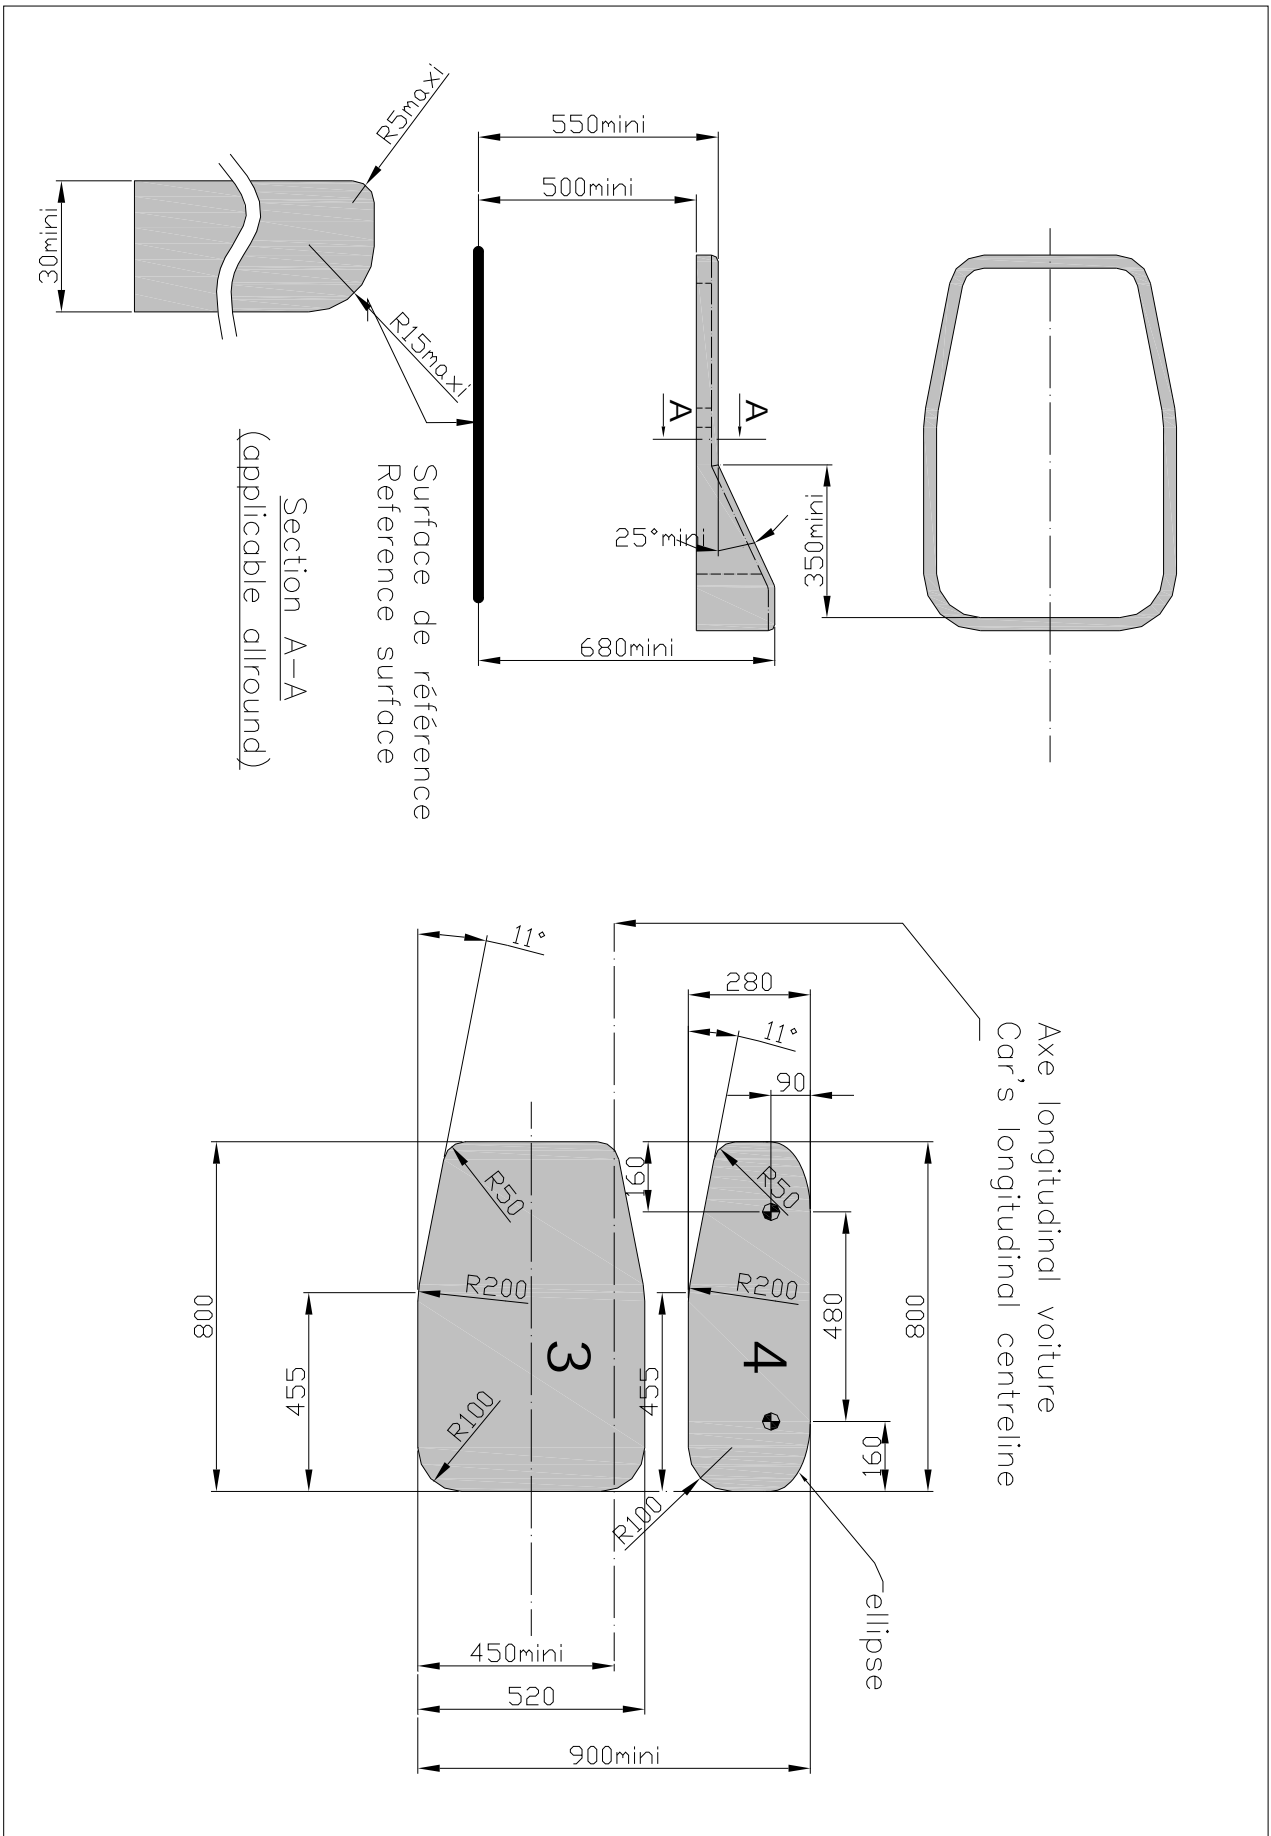 550mini
500mini
R5maxi
30mini
R15maxi
A
A
25°mini
350mini
680mini
Surface de référence
Reference surface
Section A-A
(applicable allround)
Axe longitudinal voiture
Car's longitudinal centreline
11°
280
11°
90
160
R50
R50
R200
R200
480
800
800
3
4
455
455
R100
R100
160
ellipse
450mini
520
900mini